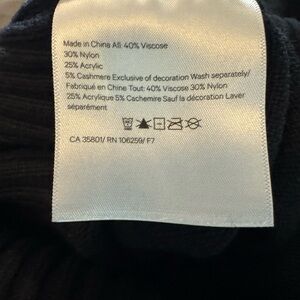 Made in China All: 40% Viscose
30% Nylon
25% Acrylic
5% Cashmere Exclusive of decoration Wash separately/
Fabriqué en Chine Tout: 40% Viscose 30% Nylon
25% Acrylique 5% Cachemire Sauf la décoration Laver
séparément
CA 35801/ RN 106259/ F7